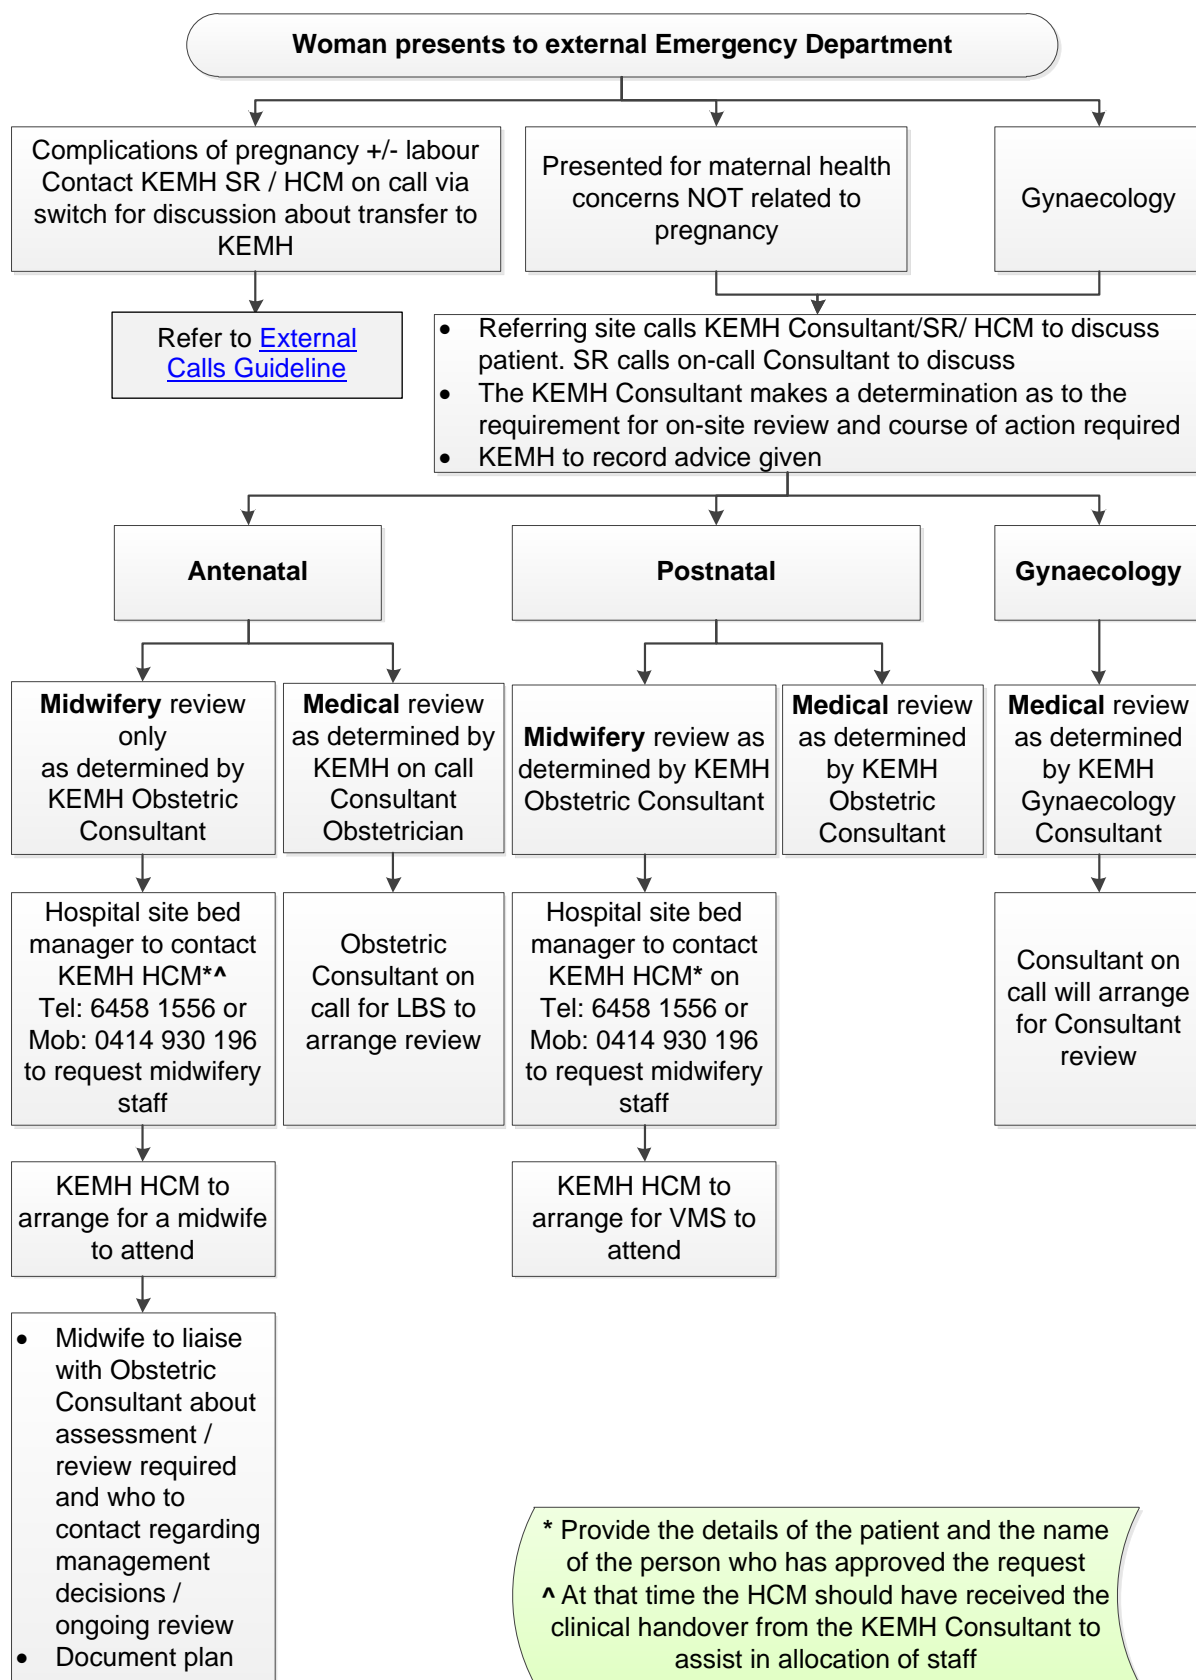 Woman presents to external Emergency Department
Complications of pregnancy +/- labour
Contact KEMH SR / HCM on call via
switch for discussion about transfer to
KEMH
Presented for maternal health
concerns NOT related to
pregnancy
Gynaecology
Refer to External
Calls Guideline
• Referring site calls KEMH Consultant/SR/ HCM to discuss
patient. SR calls on-call Consultant to discuss
• The KEMH Consultant makes a determination as to the
requirement for on-site review and course of action required
• KEMH to record advice given
Antenatal
Postnatal
Gynaecology
Midwifery review
only
as determined by
KEMH Obstetric
Consultant
Medical review
as determined by
KEMH on call
Consultant
Obstetrician
Midwifery review as
determined by KEMH
Obstetric Consultant
Medical review
as determined
by KEMH
Obstetric
Consultant
Medical review
as determined
by KEMH
Gynaecology
Consultant
Hospital site bed
manager to contact
KEMH HCM*^
Tel: 6458 1556 or
Mob: 0414 930 196
to request midwifery
staff
Obstetric
Consultant on
call for LBS to
arrange review
Hospital site bed
manager to contact
KEMH HCM* on
Tel: 6458 1556 or
Mob: 0414 930 196
to request midwifery
staff
Consultant on
call will arrange
for Consultant
review
KEMH HCM to
arrange for a midwife
to attend
KEMH HCM to
arrange for VMS to
attend
• Midwife to liaise
with Obstetric
Consultant about
assessment /
review required
and who to
contact regarding
management
decisions /
ongoing review
• Document plan
* Provide the details of the patient and the name
of the person who has approved the request
^ At that time the HCM should have received the
clinical handover from the KEMH Consultant to
assist in allocation of staff